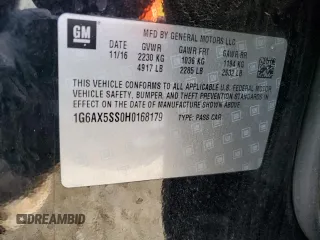 GM
MFD BY GENERAL MOTORS LLC
11/16 GVWR GAWR FRT GAWR RR
2230 KG 1036 KG 1194 KG
4917 LB 2285 LB 2632 LB
THIS VEHICLE CONFORMS TO ALL APPLICABLE U.S. FEDERAL MOTOR
VEHICLE SAFETY, BUMPER, AND THEFT PREVENTION STANDARDS IN
EFFECT ON THE DATE OF MANUFACTURE SHOWN ABOVE.
1G6AX5SS0H0168179 TYPE: PASS CAR
DREAMBID